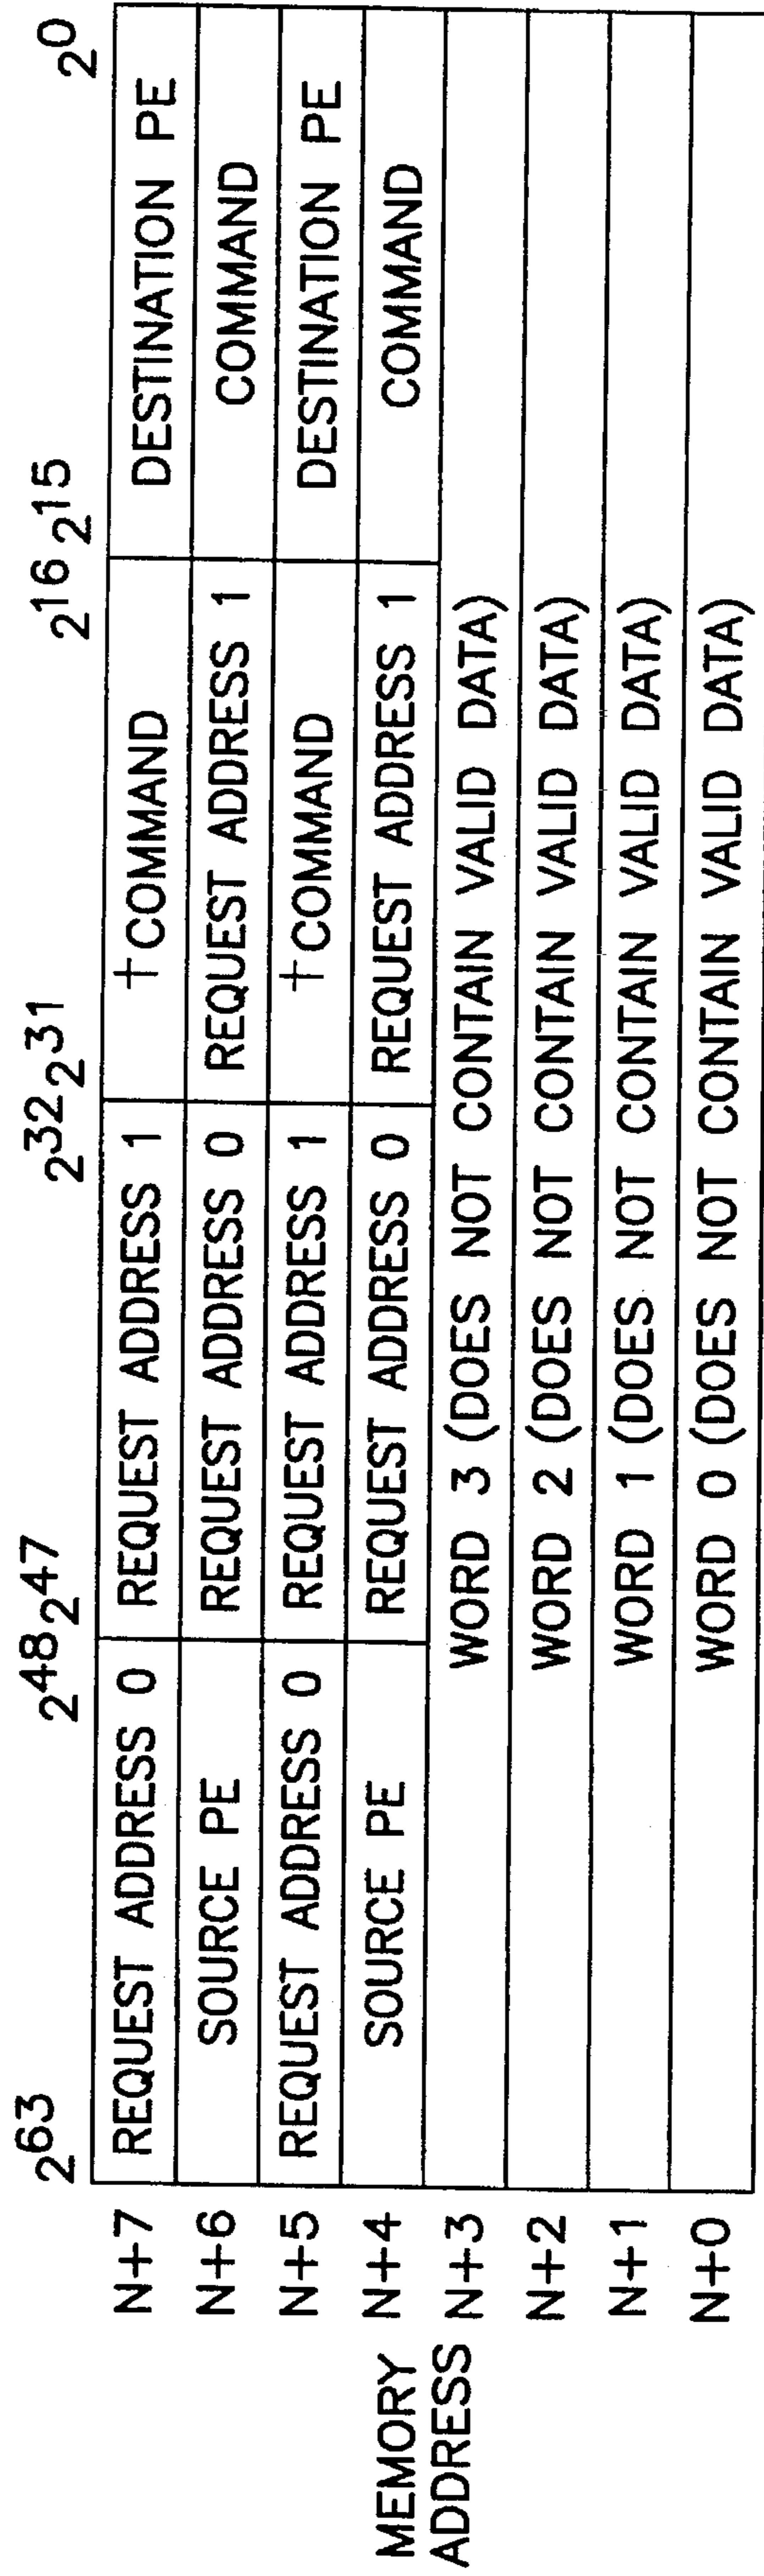 2^63 2^48 2^47 2^32 2^31 2^16 2^15 2^0
N+7 REQUEST ADDRESS 0 REQUEST ADDRESS 1 †COMMAND DESTINATION PE
N+6 SOURCE PE REQUEST ADDRESS 0 REQUEST ADDRESS 1 COMMAND
N+5 REQUEST ADDRESS 0 REQUEST ADDRESS 1 †COMMAND DESTINATION PE
MEMORY N+4 SOURCE PE REQUEST ADDRESS 0 REQUEST ADDRESS 1 COMMAND
ADDRESS N+3 WORD 3 (DOES NOT CONTAIN VALID DATA)
N+2 WORD 2 (DOES NOT CONTAIN VALID DATA)
N+1 WORD 1 (DOES NOT CONTAIN VALID DATA)
N+0 WORD 0 (DOES NOT CONTAIN VALID DATA)